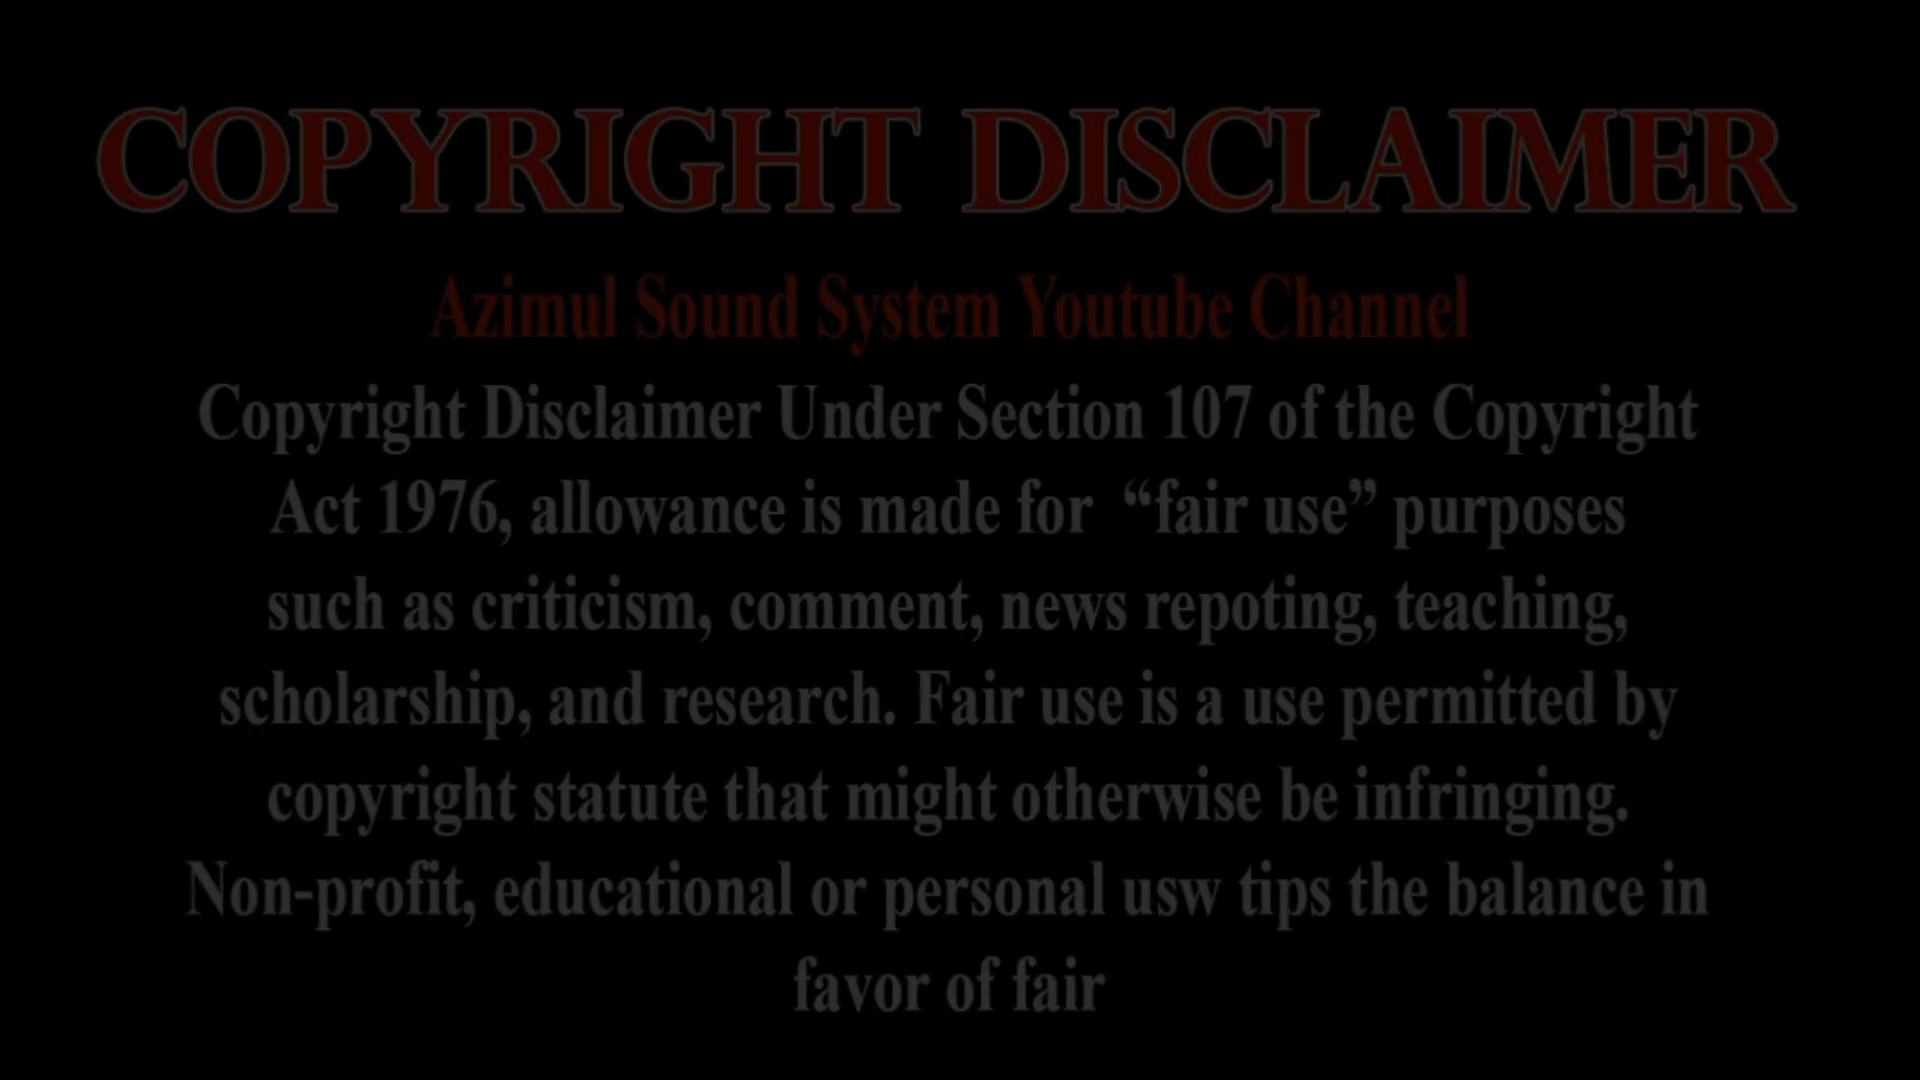 COPYRIGHT DISCLAIMER
Azimul Sound System Youtube Channel
Copyright Disclaimer Under Section 107 of the Copyright
Act 1976, allowance is made for “fair use” purposes
such as criticism, comment, news repoting, teaching,
scholarship, and research. Fair use is a use permitted by
copyright statute that might otherwise be infringing.
Non-profit, educational or personal usw tips the balance in
favor of fair